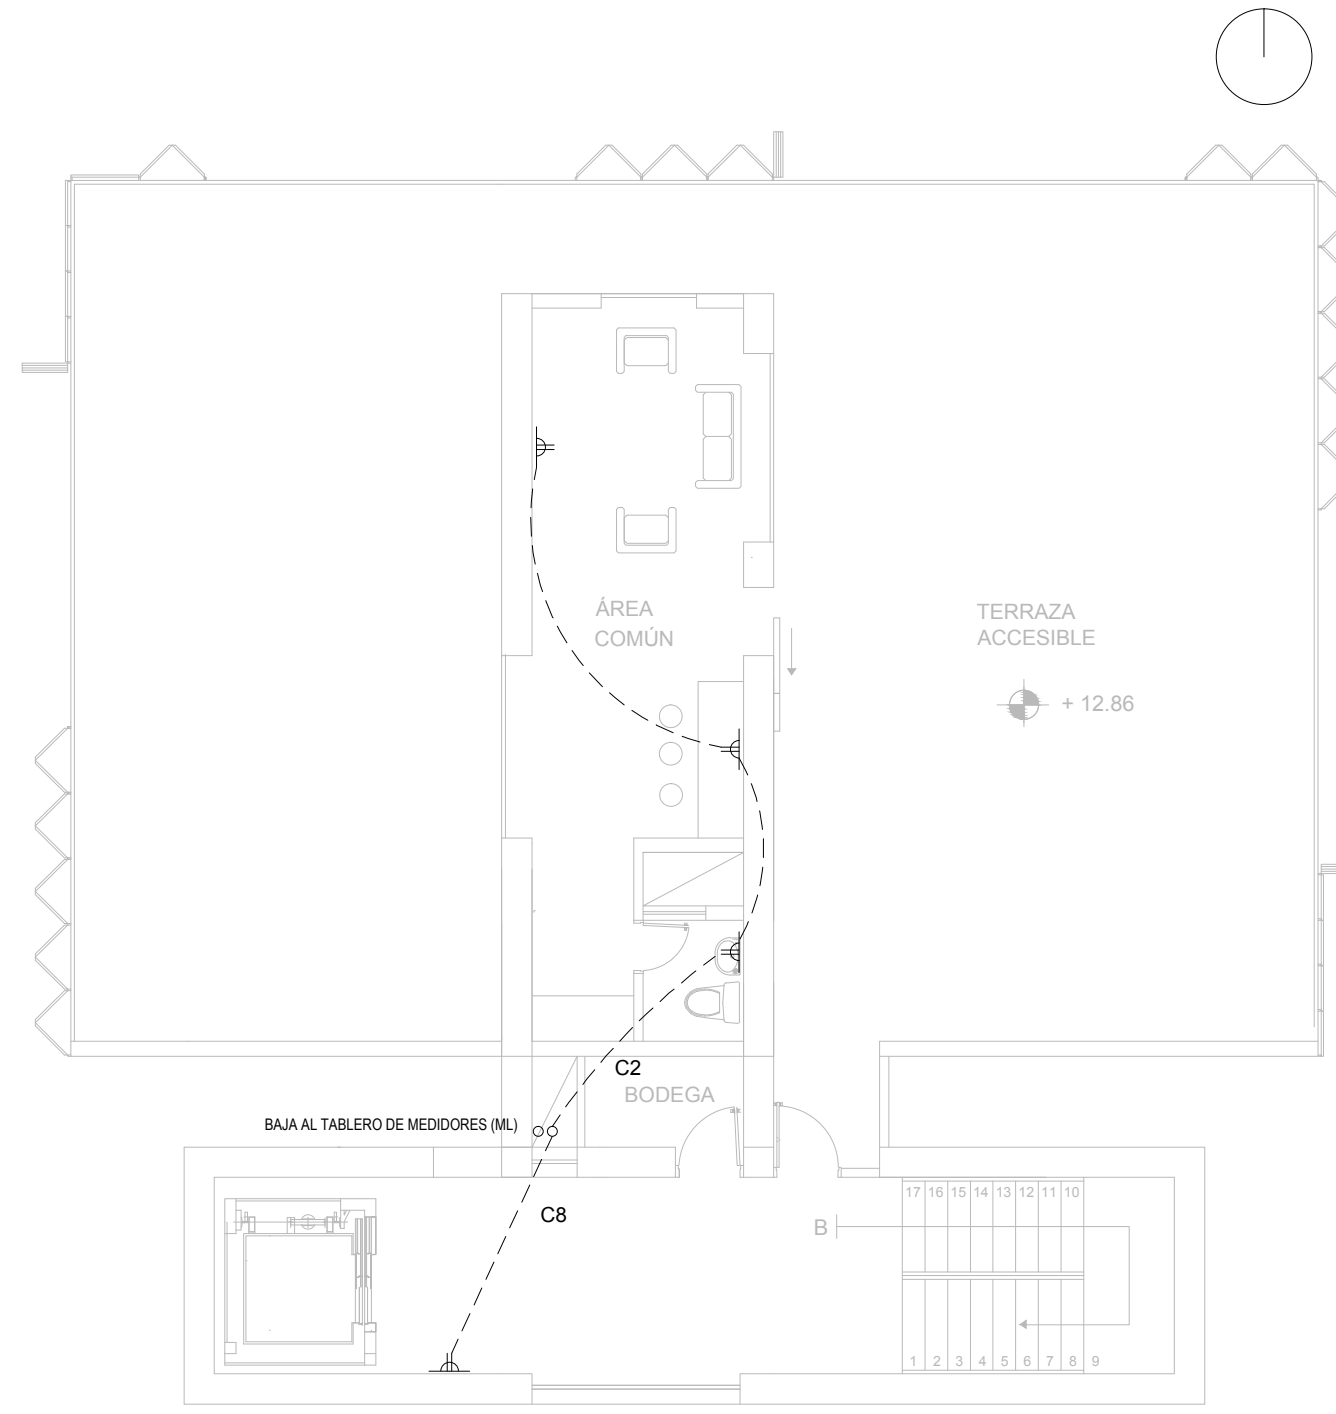 ÁREA
COMÚN
TERRAZA
ACCESIBLE
+ 12.86
C2
BODEGA
BAJA AL TABLERO DE MEDIDORES (ML)
C8
17 16 15 14 13 12 11 10
B
1 2 3 4 5 6 7 8 9